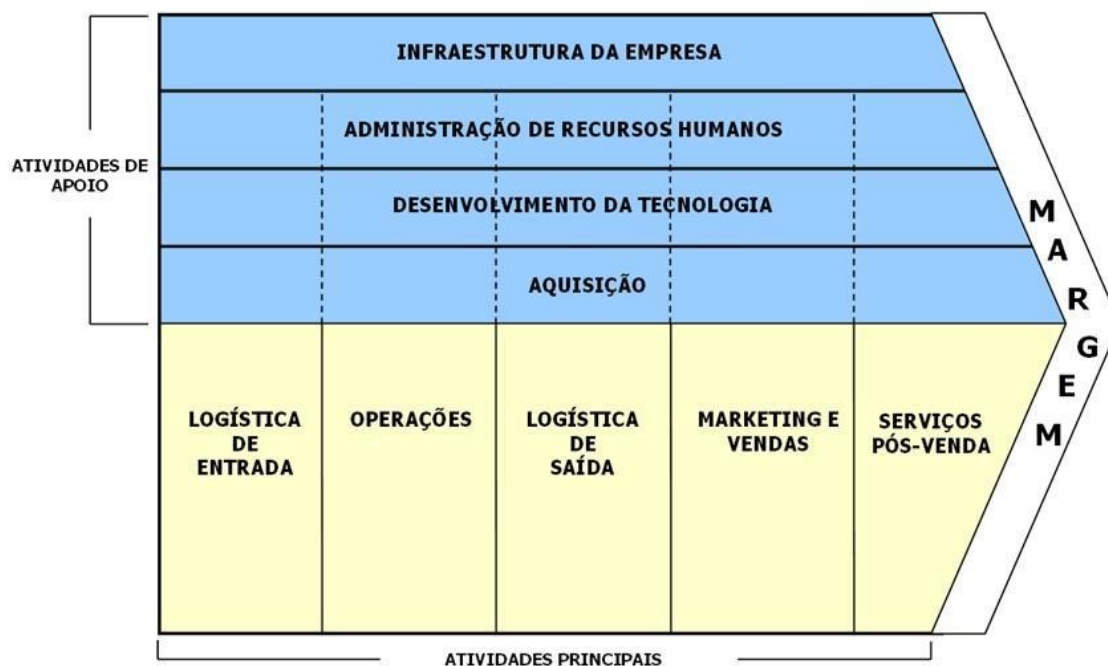 INFRAESTRUTURA DA EMPRESA
ADMINISTRAÇÃO DE RECURSOS HUMANOS
DESENVOLVIMENTO DA TECNOLOGIA
AQUISIÇÃO
ATIVIDADES DE
APOIO
LOGÍSTICA
DE
ENTRADA
OPERAÇÕES
LOGÍSTICA
DE
SAÍDA
MARKETING E
VENDAS
SERVIÇOS
PÓS-VENDA
MARGEM
ATIVIDADES PRINCIPAIS